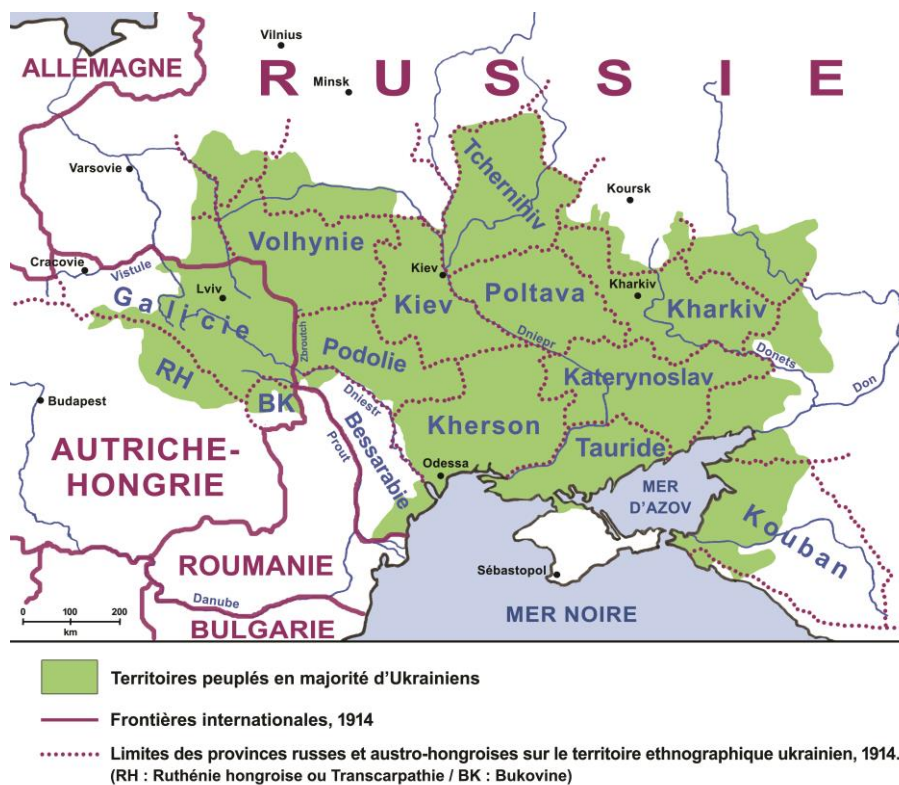 Vilnius
ALLEMAGNE
RUSSIE
Minsk
Varsovie
Tchernihiv
Koursk
Volhynie
Cracovie
Vistule
Kiev
Lviv
Galicie
Kiev
Poltava
Kharkiv
Kharkiv
Zbroutch
Dniepr
Podolie
Donets
RH
Katerynoslav
Don
Budapest
BK
Dniestr
Bessarabie
Kherson
Tauride
AUTRICHE-
HONGRIE
Prout
Odessa
MER
D'AZOV
Kouban
ROUMANIE
Sébastopol
Danube
MER NOIRE
0 100 200
km
BULGARIE
Territoires peuplés en majorité d'Ukrainiens
Frontières internationales, 1914
Limites des provinces russes et austro-hongroises sur le territoire ethnographique ukrainien, 1914.
(RH : Ruthénie hongroise ou Transcarpathie / BK : Bukovine)